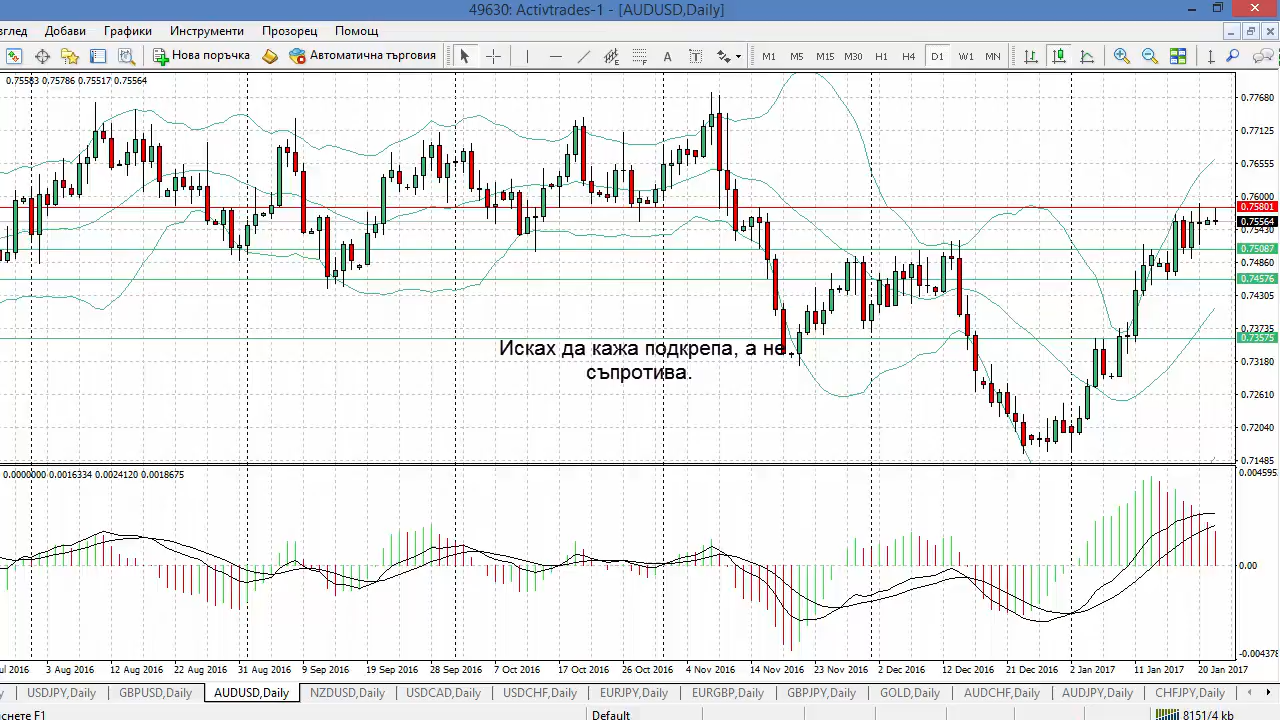 49630: Activtrades-1 - [AUDUSD,Daily]
глед Добави Графики Инструменти Прозорец Помощ
Нова поръчка Автоматична търговия A T M1 M5 M15 M30 H1 H4 D1 W1 MN
0.75583 0.75786 0.75517 0.75564
0.77680
0.77125
0.76555
0.76000
0.75801
0.75564
0.75430
0.75087
0.74860
0.74576
0.74305
0.73735
0.73575
0.73180
0.72610
0.72040
0.71485
Исках да кажа подкрепа, а не
съпротива.
0.0000000 0.0016334 0.0024120 0.0018675
0.004595
0.00
-0.004378
ul 2016 3 Aug 2016 12 Aug 2016 22 Aug 2016 31 Aug 2016 9 Sep 2016 19 Sep 2016 28 Sep 2016 7 Oct 2016 17 Oct 2016 26 Oct 2016 4 Nov 2016 14 Nov 2016 23 Nov 2016 2 Dec 2016 12 Dec 2016 21 Dec 2016 2 Jan 2017 11 Jan 2017 20 Jan 2017
USDJPY,Daily GBPUSD,Daily AUDUSD,Daily NZDUSD,Daily USDCAD,Daily USDCHF,Daily EURJPY,Daily EURGBP,Daily GBPJPY,Daily GOLD,Daily AUDCHF,Daily AUDJPY,Daily CHFJPY,Daily
снете F1 Default 8151/4 kb